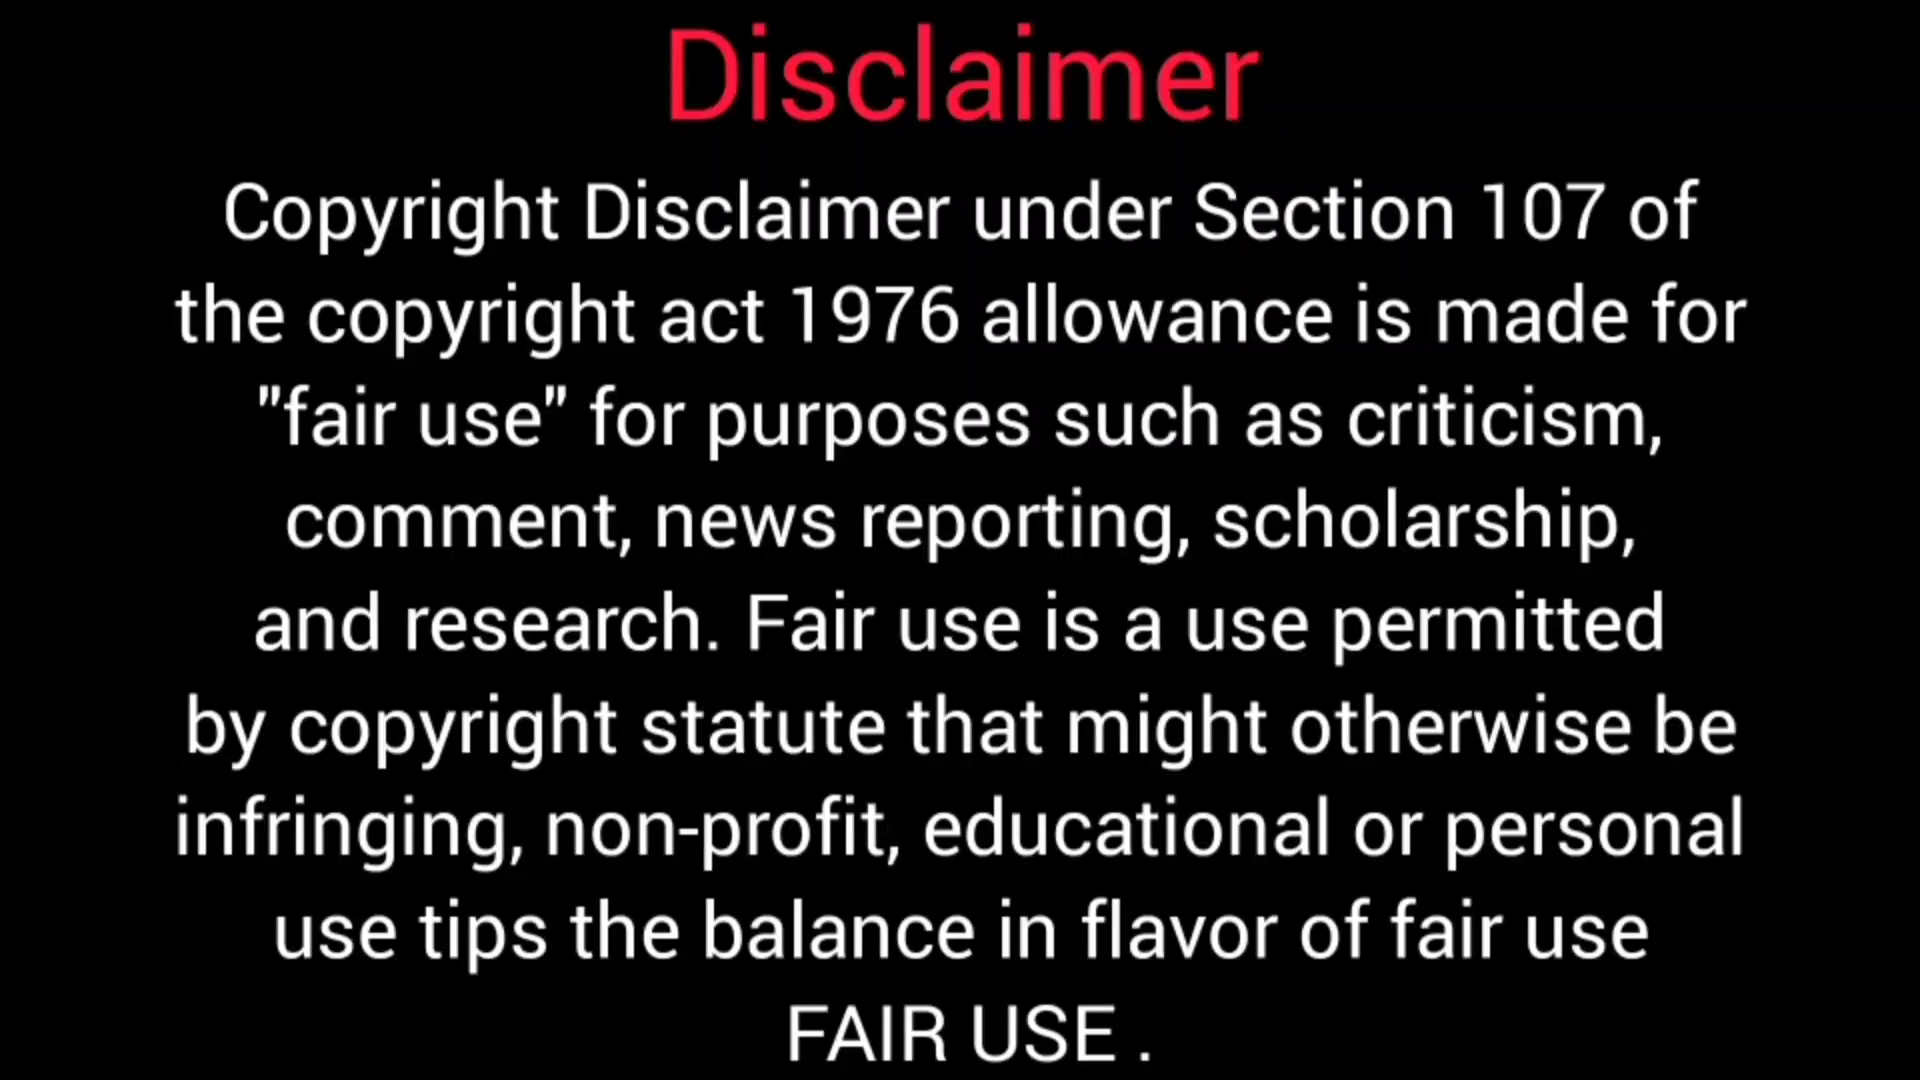 Disclaimer
Copyright Disclaimer under Section 107 of
the copyright act 1976 allowance is made for
"fair use" for purposes such as criticism,
comment, news reporting, scholarship,
and research. Fair use is a use permitted
by copyright statute that might otherwise be
infringing, non-profit, educational or personal
use tips the balance in flavor of fair use
FAIR USE .